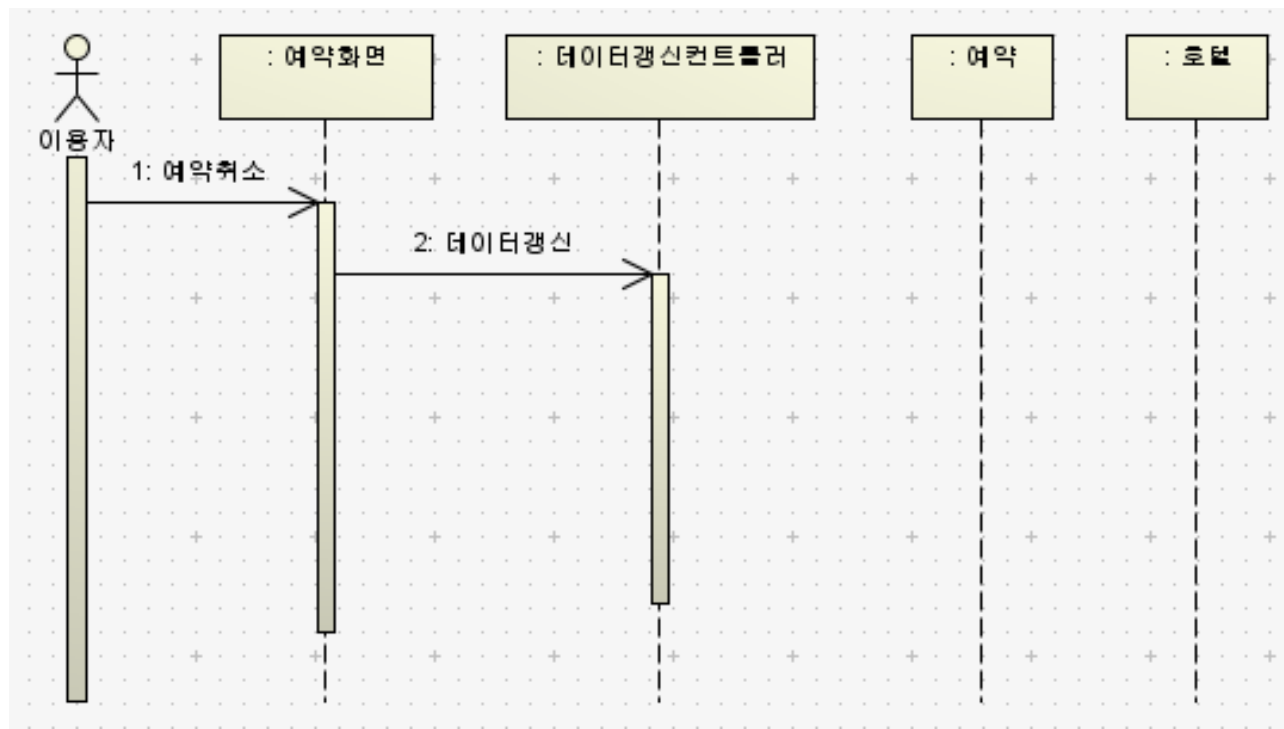 : 예약화면
: 데이터갱신컨트롤러
: 예약
: 호텔
이용자
1: 예약취소
2: 데이터갱신